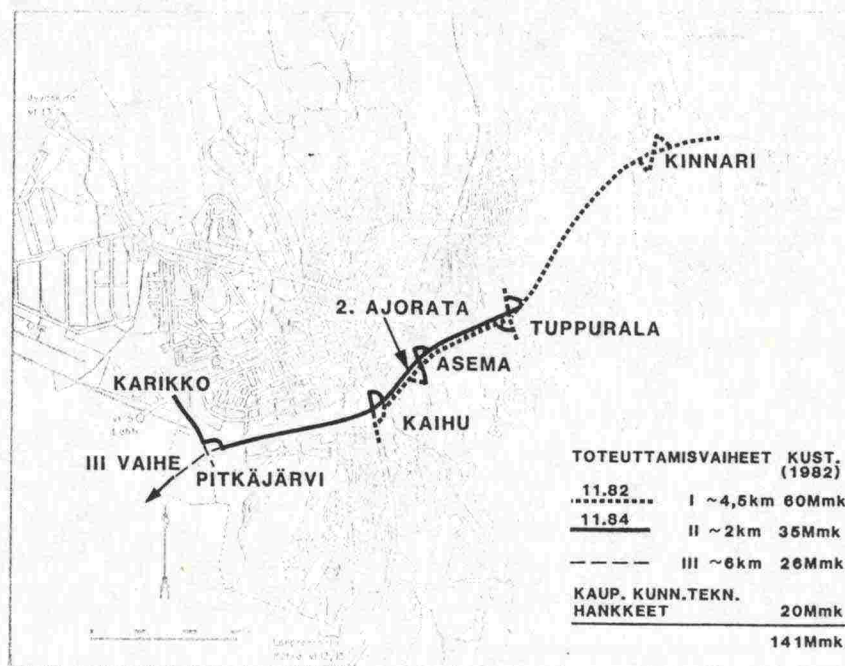 KINNARI
2. AJORATA
TUPPURALA
ASEMA
KARIKKO
KAIHU
III VAIHE
PITKÄJÄRVI
TOTEUTTAMISVAIHEET KUST.
(1982)
11.82 I ~4,5km 60Mmk
11.84 II ~2km 35Mmk
III ~6km 26Mmk
KAUP. KUNN.TEKN.
HANKKEET 20Mmk
141Mmk